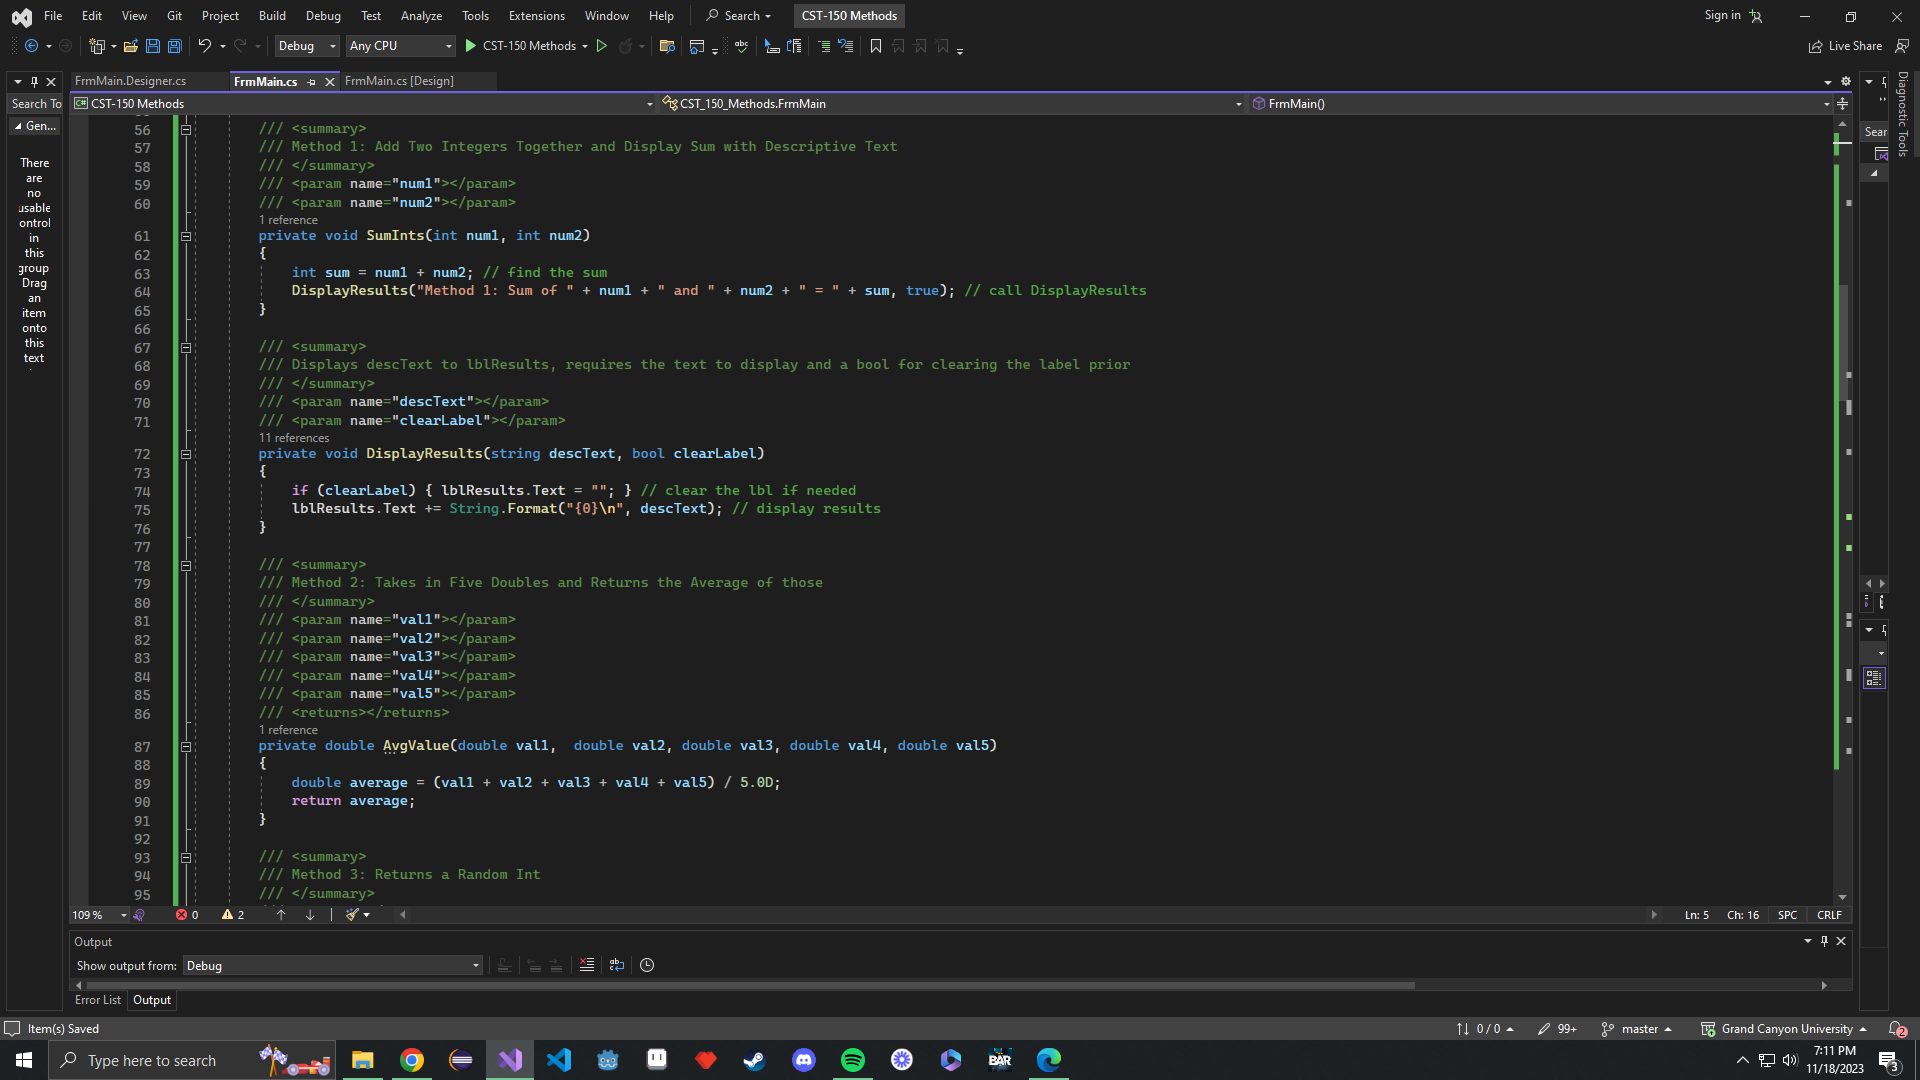 File Edit View Git Project Build Debug Test Analyze Tools Extensions Window Help Search CST-150 Methods Sign in
Debug Any CPU CST-150 Methods Live Share
FrmMain.Designer.cs FrmMain.cs FrmMain.cs [Design]
Search To CST-150 Methods CST_150_Methods.FrmMain FrmMain()
Gen...
There
are
no
usable
ontrol
in
this
group
Drag
an
item
onto
this
text
Sear
Diagnostic Tools
56 /// <summary>
57 /// Method 1: Add Two Integers Together and Display Sum with Descriptive Text
58 /// </summary>
59 /// <param name="num1"></param>
60 /// <param name="num2"></param>
1 reference
61 private void SumInts(int num1, int num2)
62 {
63 int sum = num1 + num2; // find the sum
64 DisplayResults("Method 1: Sum of " + num1 + " and " + num2 + " = " + sum, true); // call DisplayResults
65 }
66
67 /// <summary>
68 /// Displays descText to lblResults, requires the text to display and a bool for clearing the label prior
69 /// </summary>
70 /// <param name="descText"></param>
71 /// <param name="clearLabel"></param>
11 references
72 private void DisplayResults(string descText, bool clearLabel)
73 {
74 if (clearLabel) { lblResults.Text = ""; } // clear the lbl if needed
75 lblResults.Text += String.Format("{0}\n", descText); // display results
76 }
77
78 /// <summary>
79 /// Method 2: Takes in Five Doubles and Returns the Average of those
80 /// </summary>
81 /// <param name="val1"></param>
82 /// <param name="val2"></param>
83 /// <param name="val3"></param>
84 /// <param name="val4"></param>
85 /// <param name="val5"></param>
86 /// <returns></returns>
1 reference
87 private double AvgValue(double val1,  double val2, double val3, double val4, double val5)
88 {
89 double average = (val1 + val2 + val3 + val4 + val5) / 5.0D;
90 return average;
91 }
92
93 /// <summary>
94 /// Method 3: Returns a Random Int
95 /// </summary>
109 % 0 2 Ln: 5 Ch: 16 SPC CRLF
Output
Show output from: Debug
Error List Output
Item(s) Saved 0 / 0 99+ master Grand Canyon University 2
Type here to search BAR 7:11 PM
11/18/2023 3